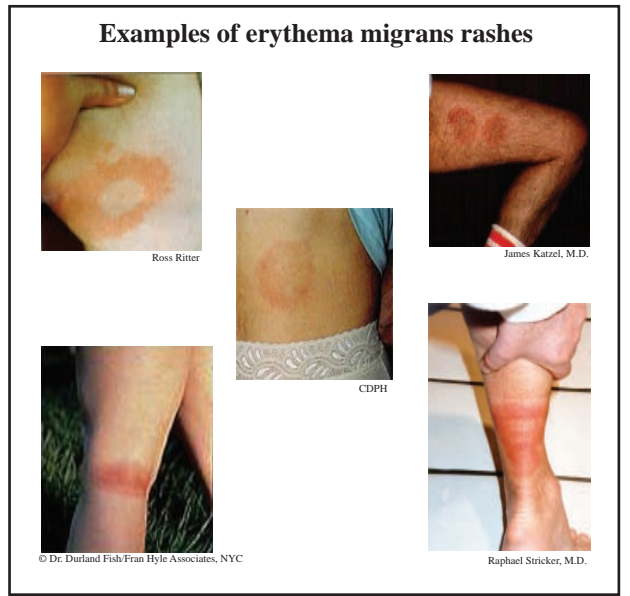 Examples of erythema migrans rashes
Ross Ritter
James Katzel, M.D.
CDPH
© Dr. Durland Fish/Fran Hyle Associates, NYC
Raphael Stricker, M.D.